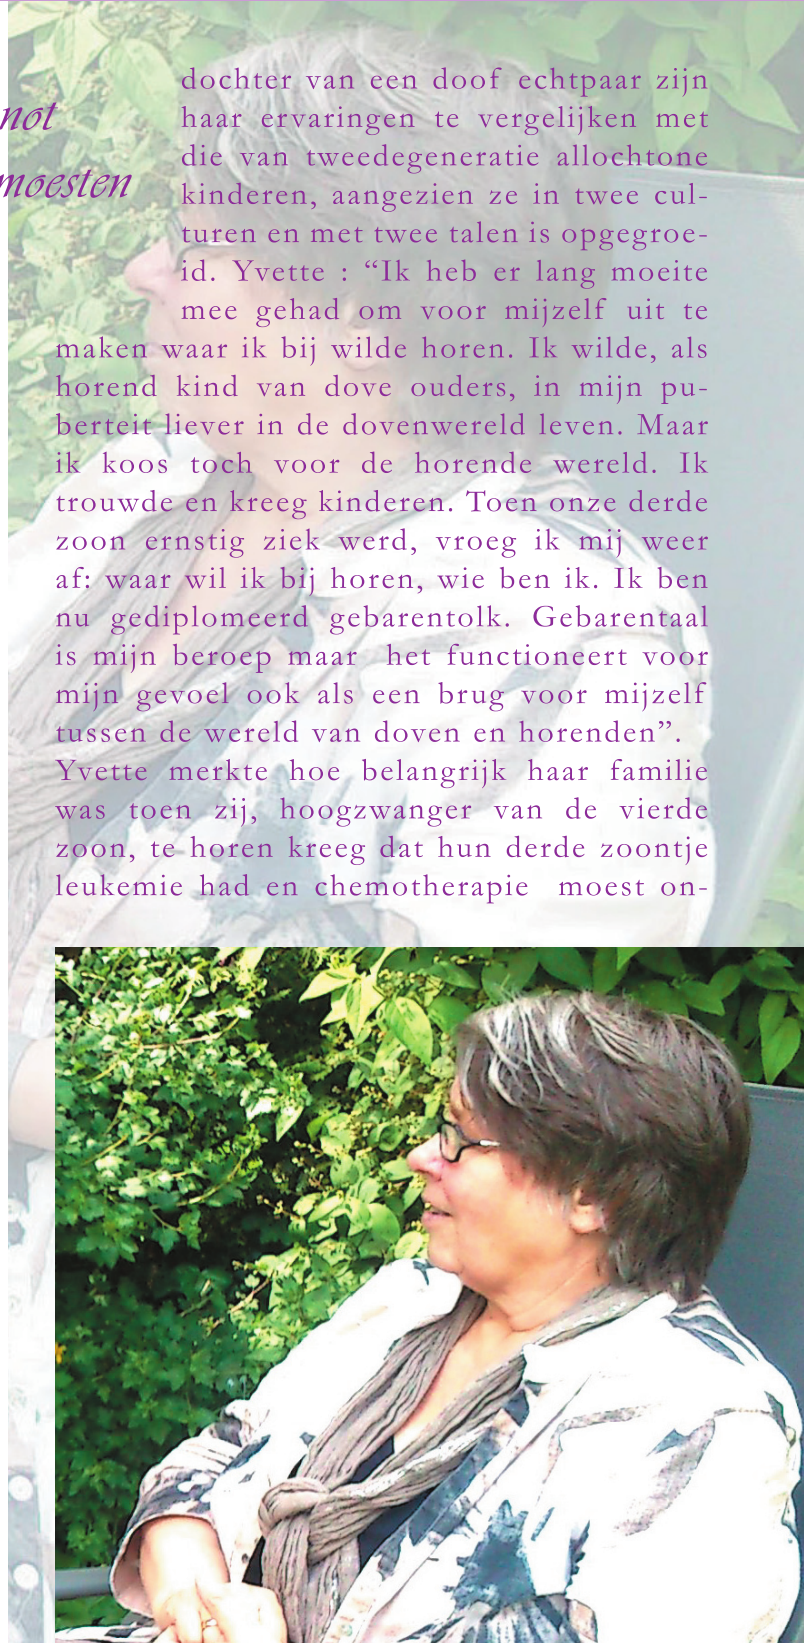 not
moesten
dochter van een doof echtpaar zijn
haar ervaringen te vergelijken met
die van tweedegeneratie allochtone
kinderen, aangezien ze in twee cul-
turen en met twee talen is opgegroe-
id. Yvette : “Ik heb er lang moeite
mee gehad om voor mijzelf uit te
maken waar ik bij wilde horen. Ik wilde, als
horend kind van dove ouders, in mijn pu-
berteit liever in de dovenwereld leven. Maar
ik koos toch voor de horende wereld. Ik
trouwde en kreeg kinderen. Toen onze derde
zoon ernstig ziek werd, vroeg ik mij weer
af: waar wil ik bij horen, wie ben ik. Ik ben
nu gediplomeerd gebarentolk. Gebarentaal
is mijn beroep maar  het functioneert voor
mijn gevoel ook als een brug voor mijzelf
tussen de wereld van doven en horenden”.
Yvette merkte hoe belangrijk haar familie
was toen zij, hoogzwanger van de vierde
zoon, te horen kreeg dat hun derde zoontje
leukemie had en chemotherapie  moest on-